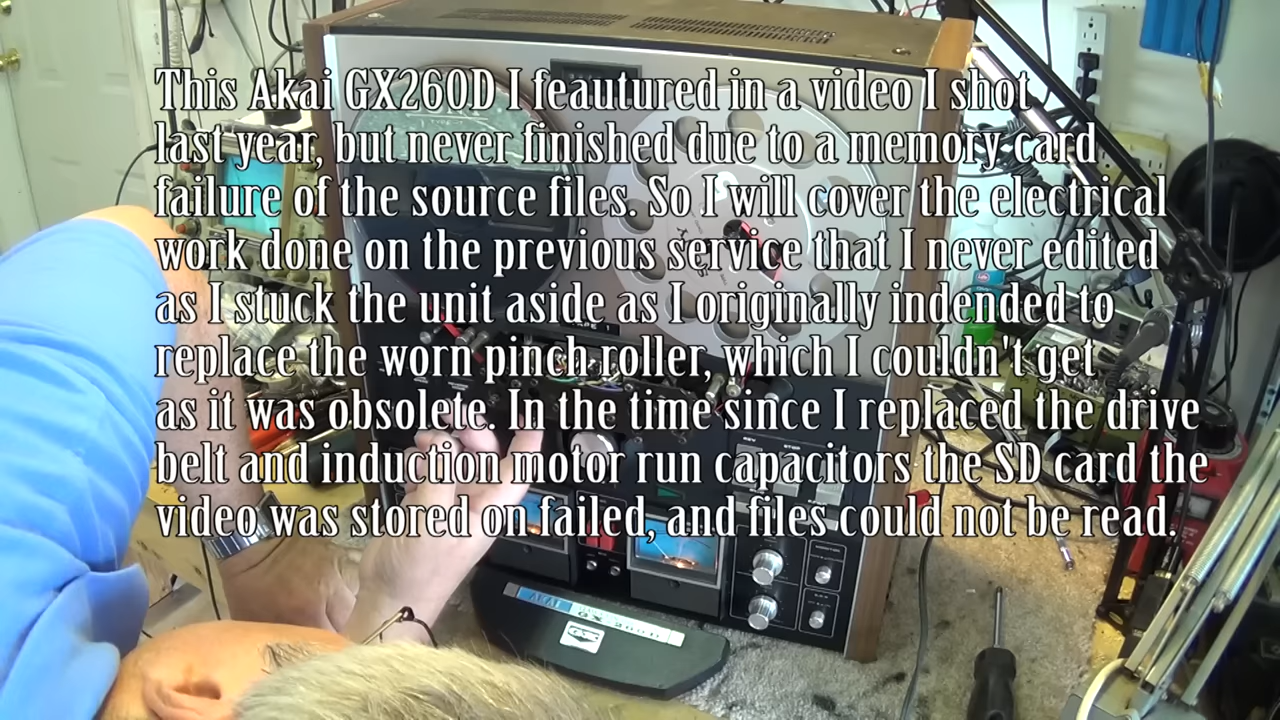 This Akai GX260D I feautured in a video I shot
last year, but never finished due to a memory card
failure of the source files. So I will cover the electrical
work done on the previous service that I never edited
as I stuck the unit aside as I originally indended to
replace the worn pinch roller, which I couldn't get
as it was obsolete. In the time since I replaced the drive
belt and induction motor run capacitors the SD card the
video was stored on failed, and files could not be read.
AKAI GX 260D